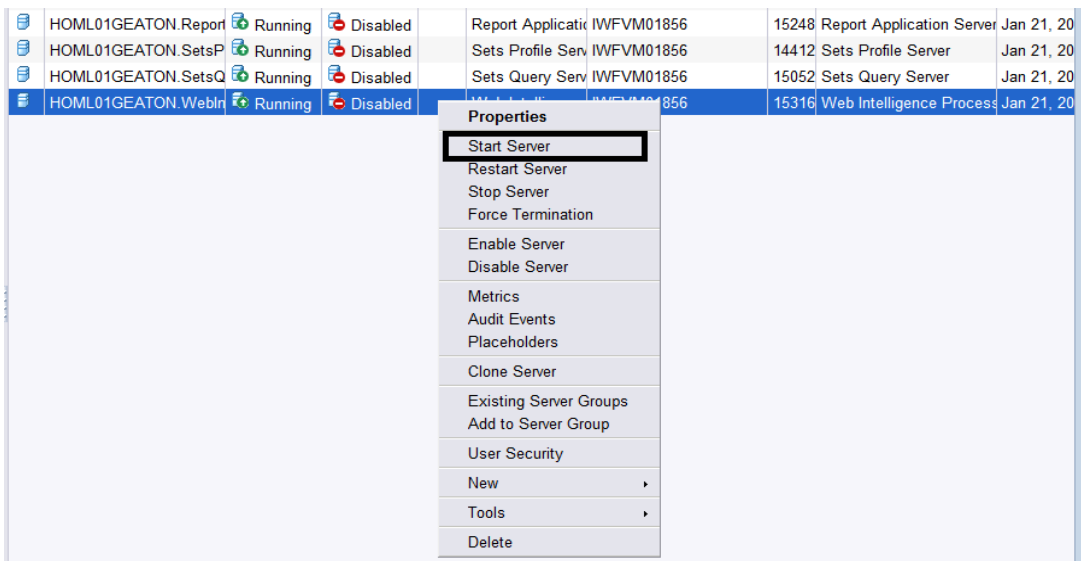 HOML01GEATON.Report Running Disabled Report Applicatic IWFVM01856 15248 Report Application Server Jan 21, 20
HOML01GEATON.SetsP Running Disabled Sets Profile Serv IWFVM01856 14412 Sets Profile Server Jan 21, 20
HOML01GEATON.SetsQ Running Disabled Sets Query Serv IWFVM01856 15052 Sets Query Server Jan 21, 20
HOML01GEATON.WebIn Running Disabled Web Intellig IWFVM01856 15316 Web Intelligence Process Jan 21, 20
Properties
Start Server
Restart Server
Stop Server
Force Termination
Enable Server
Disable Server
Metrics
Audit Events
Placeholders
Clone Server
Existing Server Groups
Add to Server Group
User Security
New
Tools
Delete